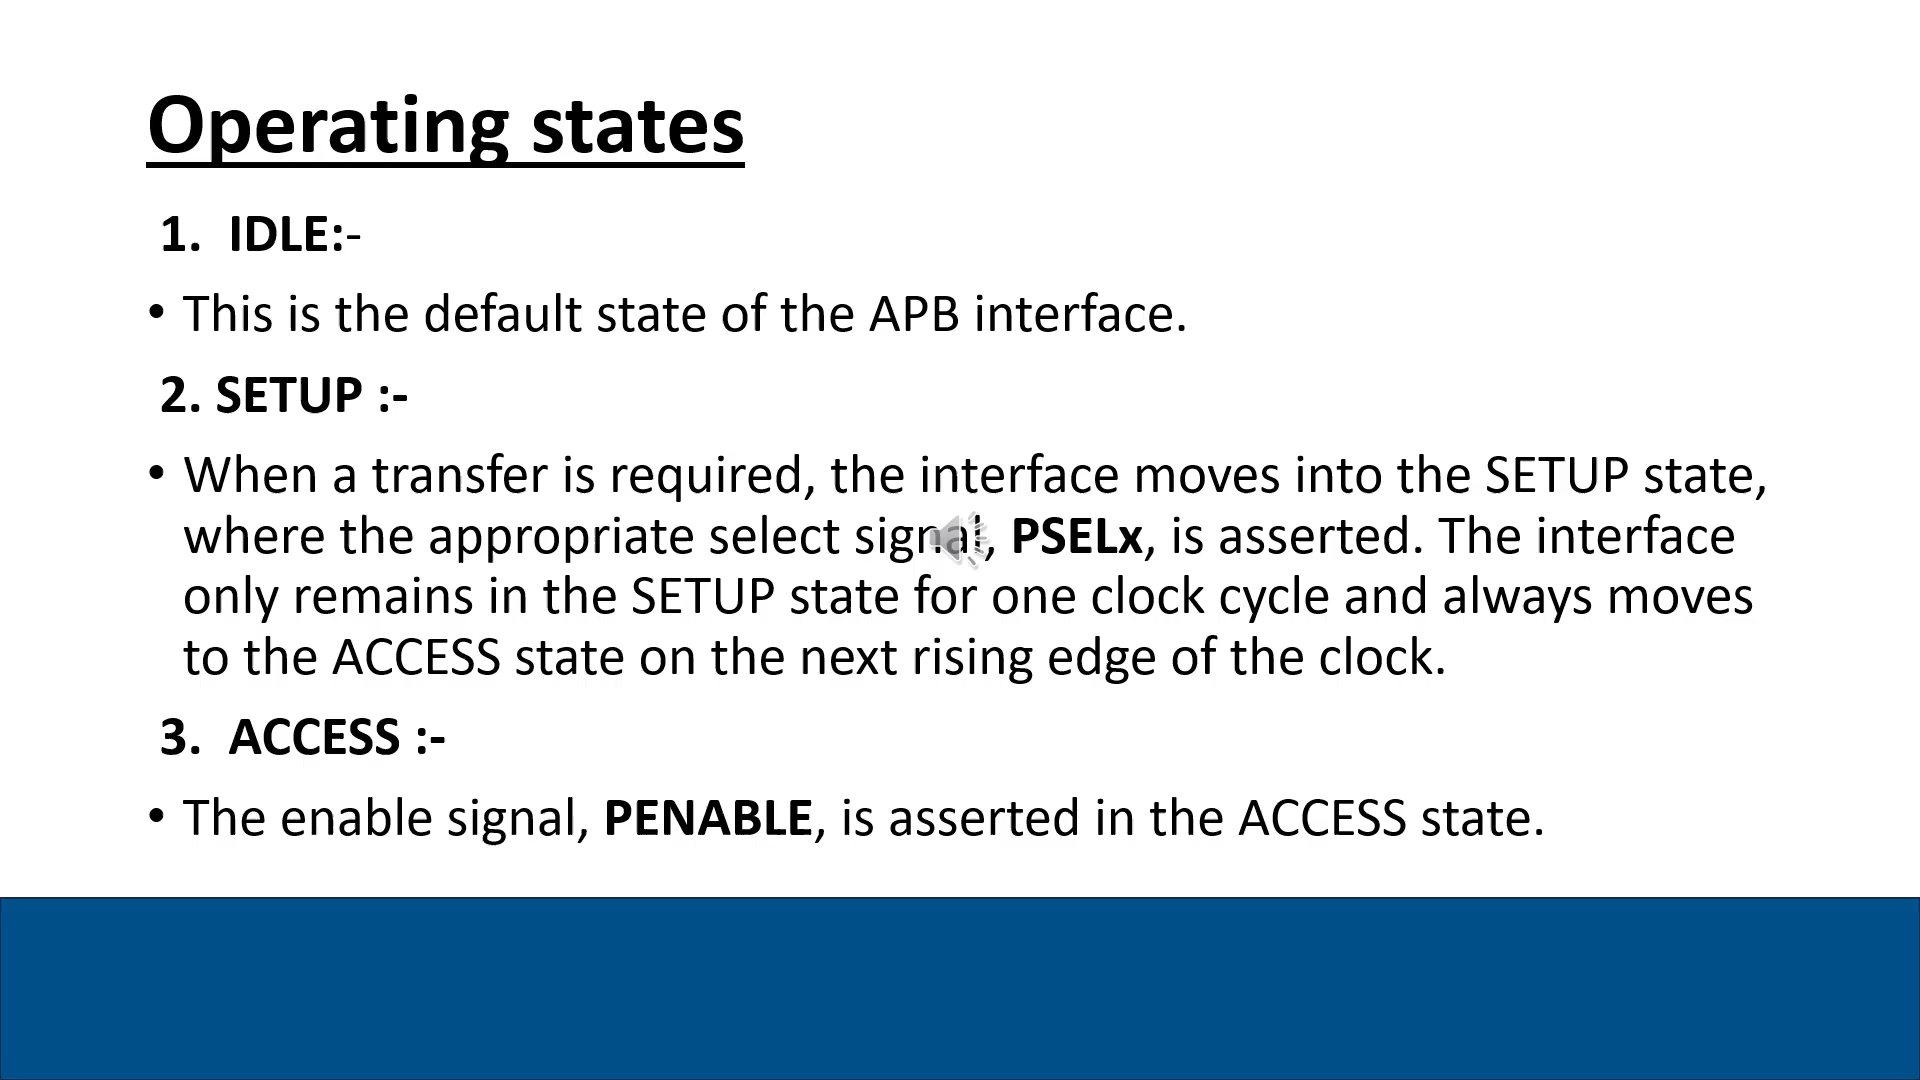 Operating states
1. IDLE:-
• This is the default state of the APB interface.
2. SETUP :-
• When a transfer is required, the interface moves into the SETUP state,
where the appropriate select signal, PSELx, is asserted. The interface
only remains in the SETUP state for one clock cycle and always moves
to the ACCESS state on the next rising edge of the clock.
3. ACCESS :-
• The enable signal, PENABLE, is asserted in the ACCESS state.